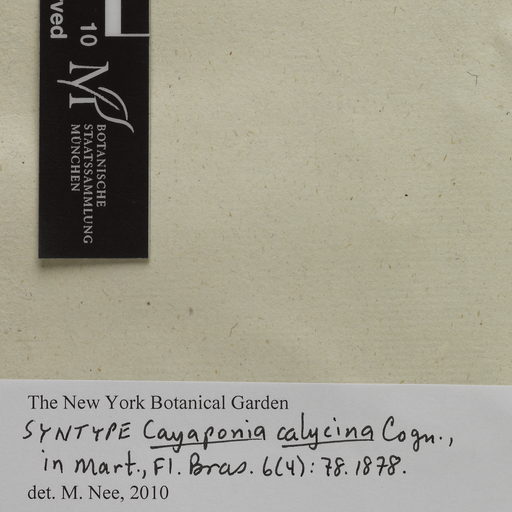 rved
10
BOTANISCHE
STAATSSAMMLUNG
MÜNCHEN
The New York Botanical Garden
SYNTYPE Cayaponia calycina Cogn.,
in Mart., Fl. Bras. 6(4): 78. 1878.
det. M. Nee, 2010